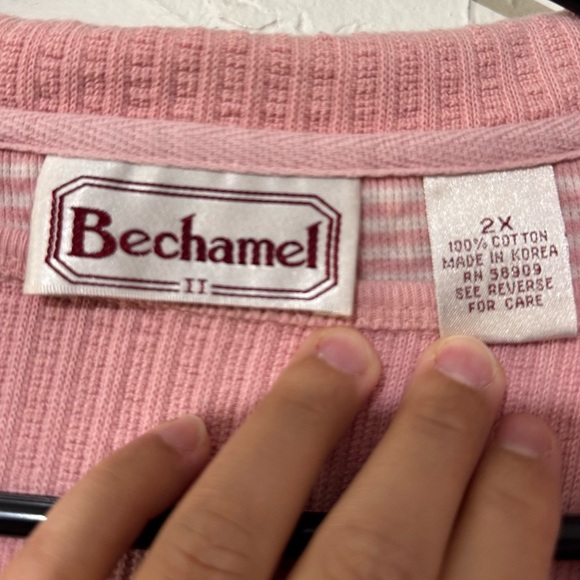 Bechamel
II
2X
100% COTTON
MADE IN KOREA
RN 58909
SEE REVERSE
FOR CARE